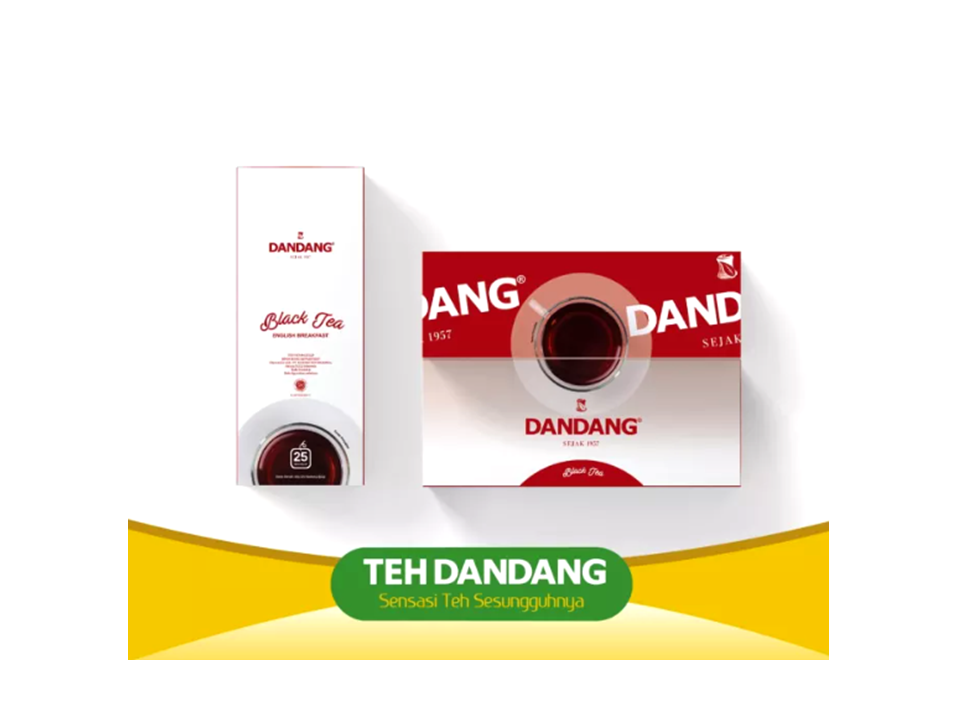 DANDANG®
Black Tea
ENGLISH BREAKFAST
25
DANG®
1957
DAND
SEJAK
DANDANG®
SEJAK 1957
Black Tea
TEH DANDANG
Sensasi Teh Sesungguhnya